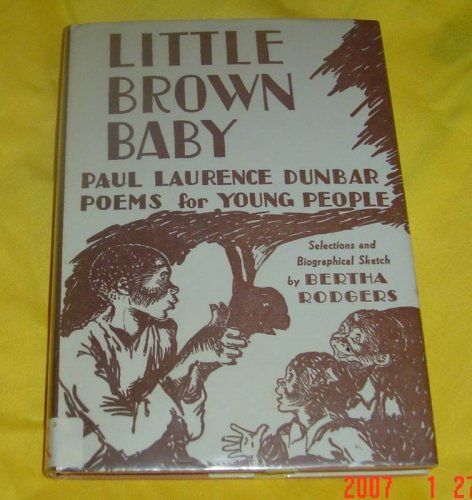 LITTLE
BROWN
BABY
PAUL LAURENCE DUNBAR
POEMS for YOUNG PEOPLE
Selections and
Biographical Sketch
by BERTHA
RODGERS
2007 1 27